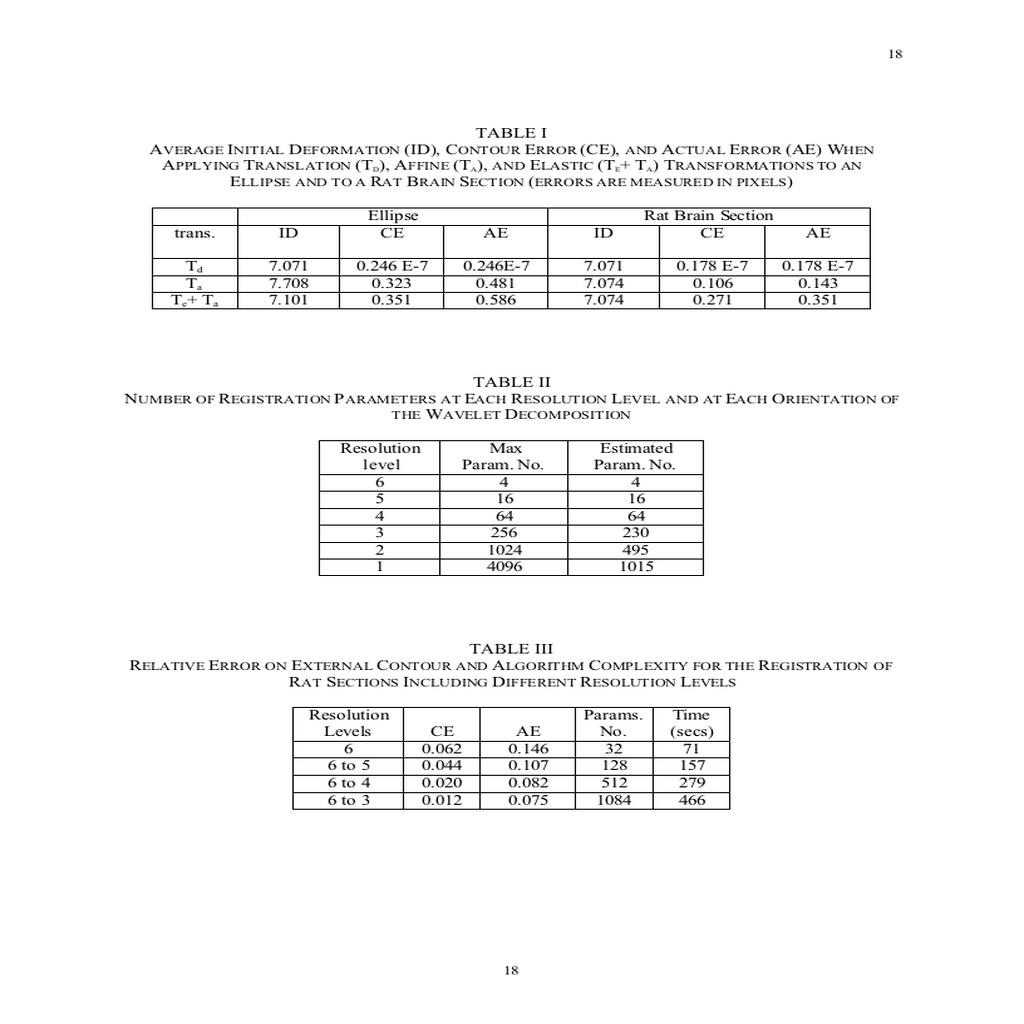 18
TABLE I
AVERAGE INITIAL DEFORMATION (ID), CONTOUR ERROR (CE), AND ACTUAL ERROR (AE) WHEN
APPLYING TRANSLATION (TD), AFFINE (TA), AND ELASTIC (TE+ TA) TRANSFORMATIONS TO AN
ELLIPSE AND TO A RAT BRAIN SECTION (ERRORS ARE MEASURED IN PIXELS)
Ellipse Rat Brain Section
trans. ID CE AE ID CE AE
Td 7.071 0.246 E-7 0.246E-7 7.071 0.178 E-7 0.178 E-7
Ta 7.708 0.323 0.481 7.074 0.106 0.143
Te+ Ta 7.101 0.351 0.586 7.074 0.271 0.351
TABLE II
NUMBER OF REGISTRATION PARAMETERS AT EACH RESOLUTION LEVEL AND AT EACH ORIENTATION OF
THE WAVELET DECOMPOSITION
Resolution Max Estimated
level Param. No. Param. No.
6 4 4
5 16 16
4 64 64
3 256 230
2 1024 495
1 4096 1015
TABLE III
RELATIVE ERROR ON EXTERNAL CONTOUR AND ALGORITHM COMPLEXITY FOR THE REGISTRATION OF
RAT SECTIONS INCLUDING DIFFERENT RESOLUTION LEVELS
Resolution Params. Time
Levels CE AE No. (secs)
6 0.062 0.146 32 71
6 to 5 0.044 0.107 128 157
6 to 4 0.020 0.082 512 279
6 to 3 0.012 0.075 1084 466
18